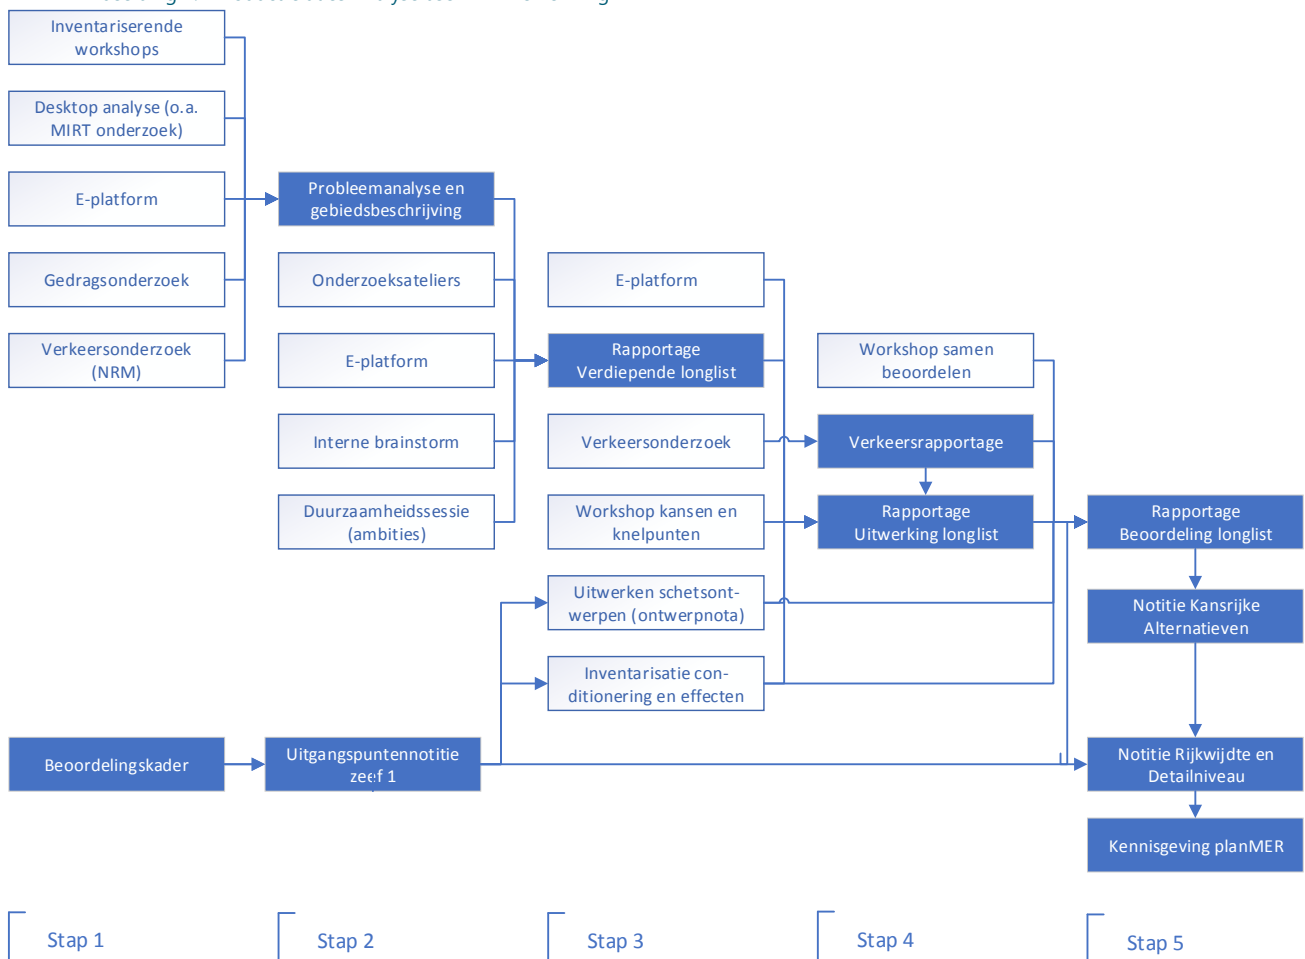 Inventariserende
workshops
Desktop analyse (o.a.
MIRT onderzoek)
E-platform
Gedragsonderzoek
Verkeersonderzoek
(NRM)
Beoordelingskader
Probleemanalyse en
gebiedsbeschrijving
Onderzoeksateliers
E-platform
Interne brainstorm
Duurzaamheidssessie
(ambities)
Uitgangspuntennotitie
zeef 1
E-platform
Rapportage
Verdiepende longlist
Verkeersonderzoek
Workshop kansen en
knelpunten
Uitwerken schetsont-
werpen (ontwerpnota)
Inventarisatie con-
ditionering en effecten
Workshop samen
beoordelen
Verkeersrapportage
Rapportage
Uitwerking longlist
Rapportage
Beoordeling longlist
Notitie Kansrijke
Alternatieven
Notitie Rijkwijdte en
Detailniveau
Kennisgeving planMER
Stap 1
Stap 2
Stap 3
Stap 4
Stap 5